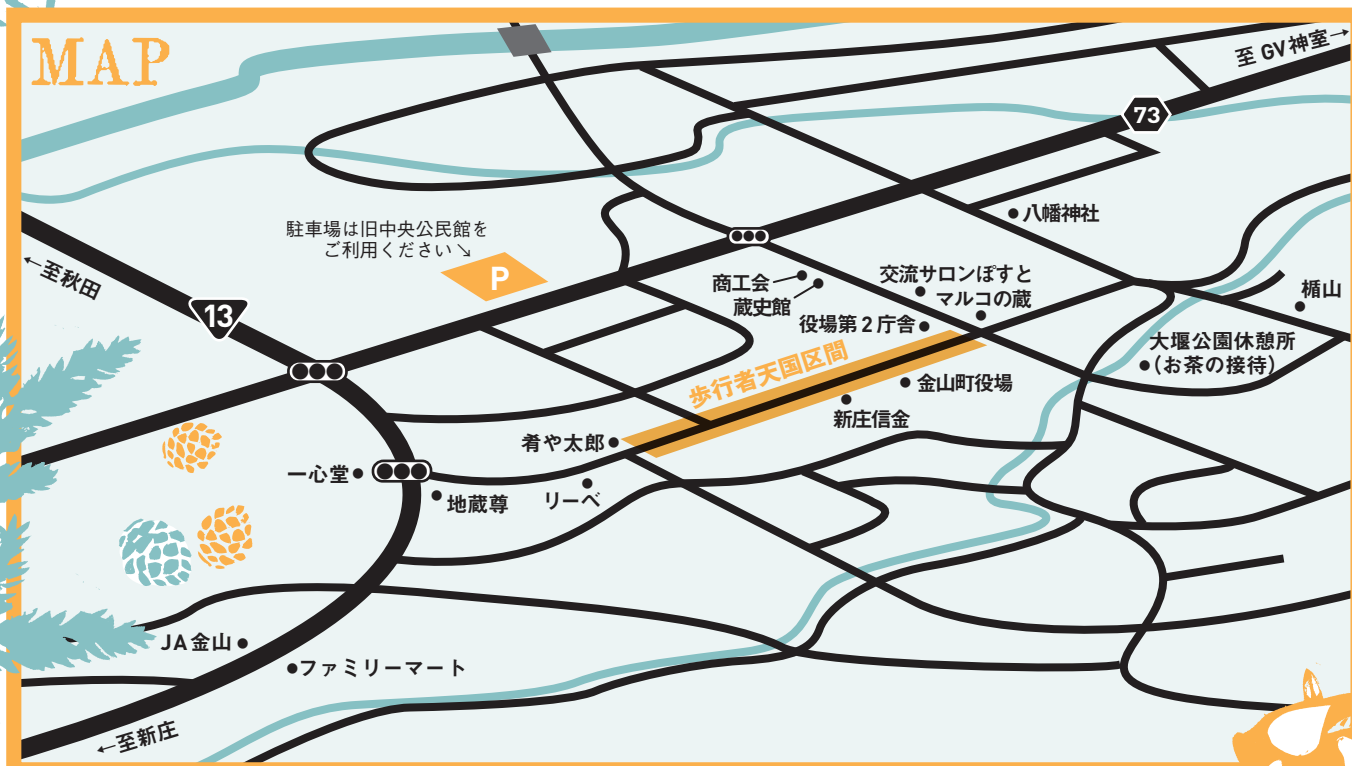 MAP
至 GV 神室→
73
八幡神社
駐車場は旧中央公民館を
ご利用ください↘
P
←至秋田
13
商工会
蔵史館
交流サロンぽすと
マルコの蔵
役場第２庁舎
楯山
大堰公園休憩所
(お茶の接待)
歩行者天国区間
金山町役場
新庄信金
肴や太郎
一心堂
地蔵尊
リーベ
JA 金山
ファミリーマート
←至新庄